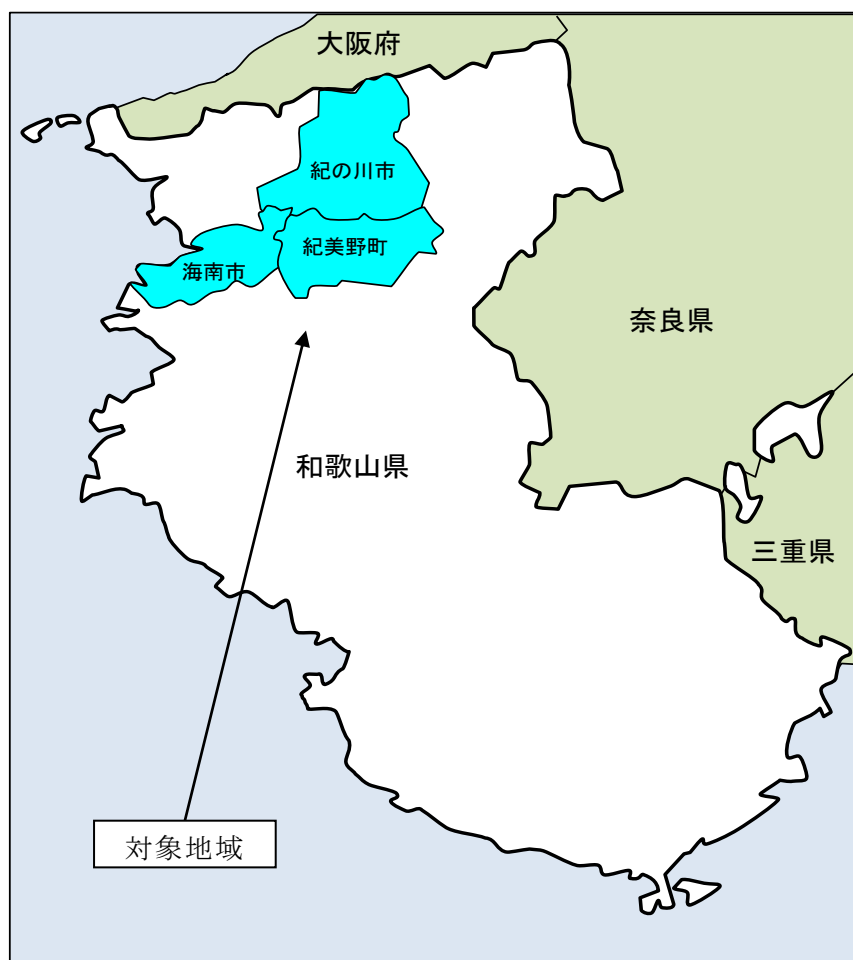 大阪府
紀の川市
紀美野町
海南市
奈良県
和歌山県
三重県
対象地域